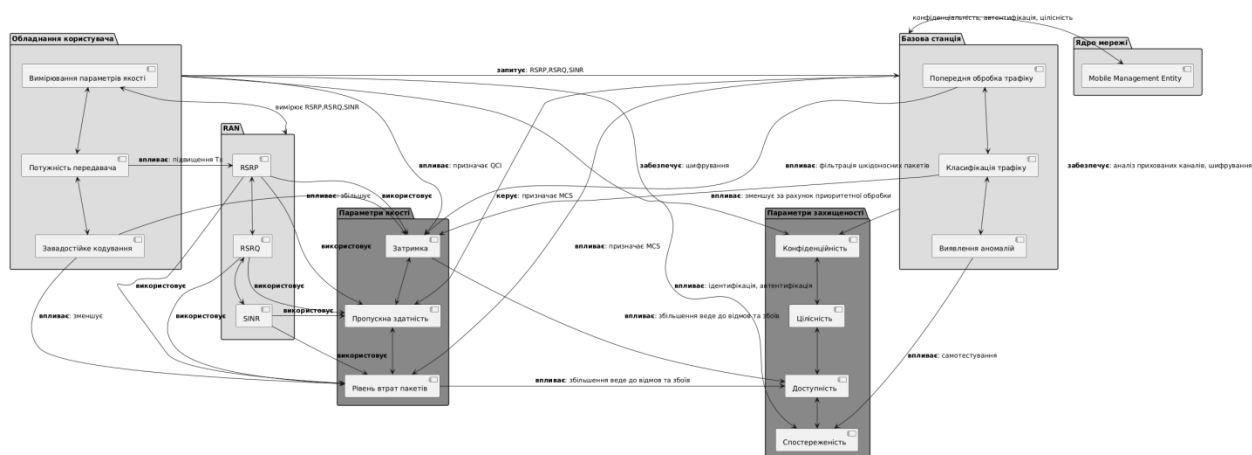 конфіденціальність, автентифікація, цілісність
Обладнання користувача
Базова станція
Ядро мережі
Вимірювання параметрів якості
запитує: RSRP,RSRQ,SINR
Попередня обробка трафіку
Mobile Management Entity
вимірює RSRP,RSRQ,SINR
RAN
Потужність передавача
впливає: підвищення Tx
RSRP
впливає: призначає QCI
забезпечує: шифрування
впливає: фільтрація шкідоносних пакетів
Класифікація трафіку
забезпечує: аналіз прихованих каналів, шифрування
впливає: збільшує
використовує
керує: призначає MCS
впливає: зменшує за рахунок приоритетної обробки
Параметри якості
Параметри захищеності
Завадостійке кодування
RSRQ
використовує
Затримка
впливає: призначає MCS
Конфіденційність
Виявлення аномалій
використовує
використовує
впливає: ідентифікація, автентифікація
впливає: зменшує
використовує
SINR
використовує
Пропускна здатність
впливає: збільшення веде до відмов та збоїв
Цілісність
використовує
впливає: самотестування
Рівень втрат пакетів
впливає: збільшення веде до відмов та збоїв
Доступність
Спостереженість